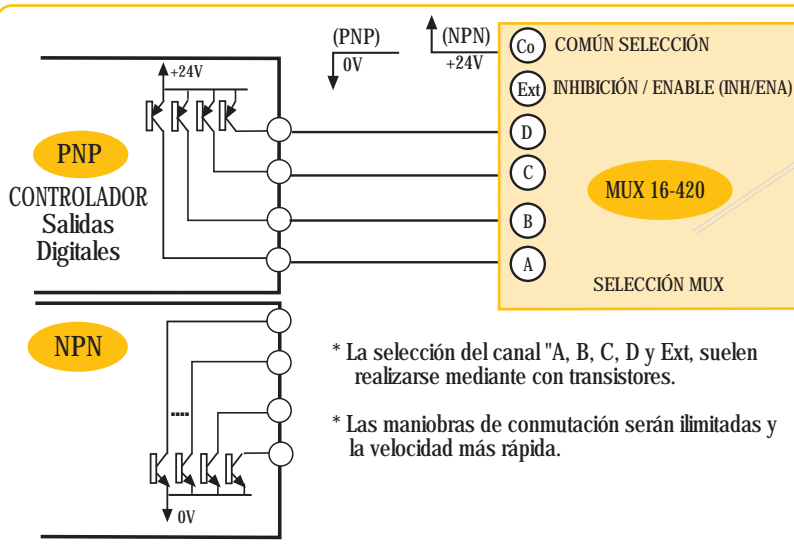 (PNP)
0V
(NPN)
+24V
Co COMÚN SELECCIÓN
Ext INHIBICIÓN / ENABLE (INH/ENA)
D
C
B
A
MUX 16-420
SELECCIÓN MUX
+24V
PNP
CONTROLADOR
Salidas
Digitales
NPN
0V
* La selección del canal "A, B, C, D y Ext, suelen
realizarse mediante con transistores.
* Las maniobras de conmutación serán ilimitadas y
la velocidad más rápida.